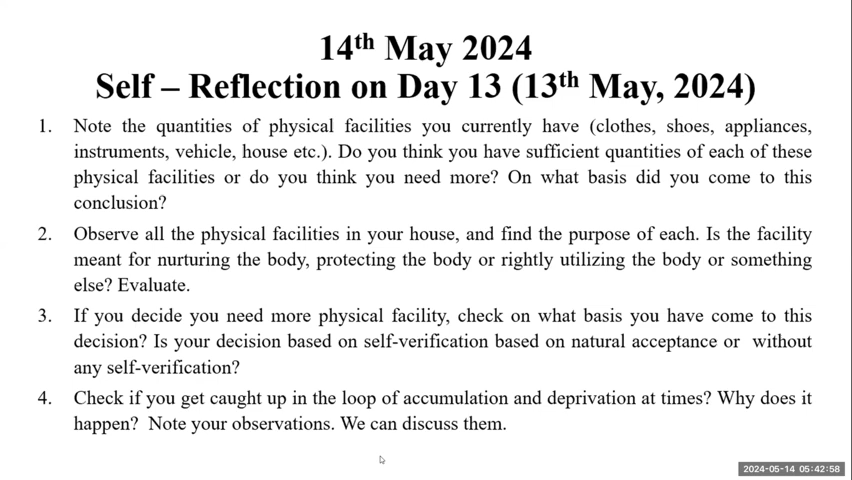 14th May 2024
Self – Reflection on Day 13 (13th May, 2024)
1. Note the quantities of physical facilities you currently have (clothes, shoes, appliances,
instruments, vehicle, house etc.). Do you think you have sufficient quantities of each of these
physical facilities or do you think you need more? On what basis did you come to this
conclusion?
2. Observe all the physical facilities in your house, and find the purpose of each. Is the facility
meant for nurturing the body, protecting the body or rightly utilizing the body or something
else? Evaluate.
3. If you decide you need more physical facility, check on what basis you have come to this
decision? Is your decision based on self-verification based on natural acceptance or without
any self-verification?
4. Check if you get caught up in the loop of accumulation and deprivation at times? Why does it
happen? Note your observations. We can discuss them.
2024-05-14 05:42:58